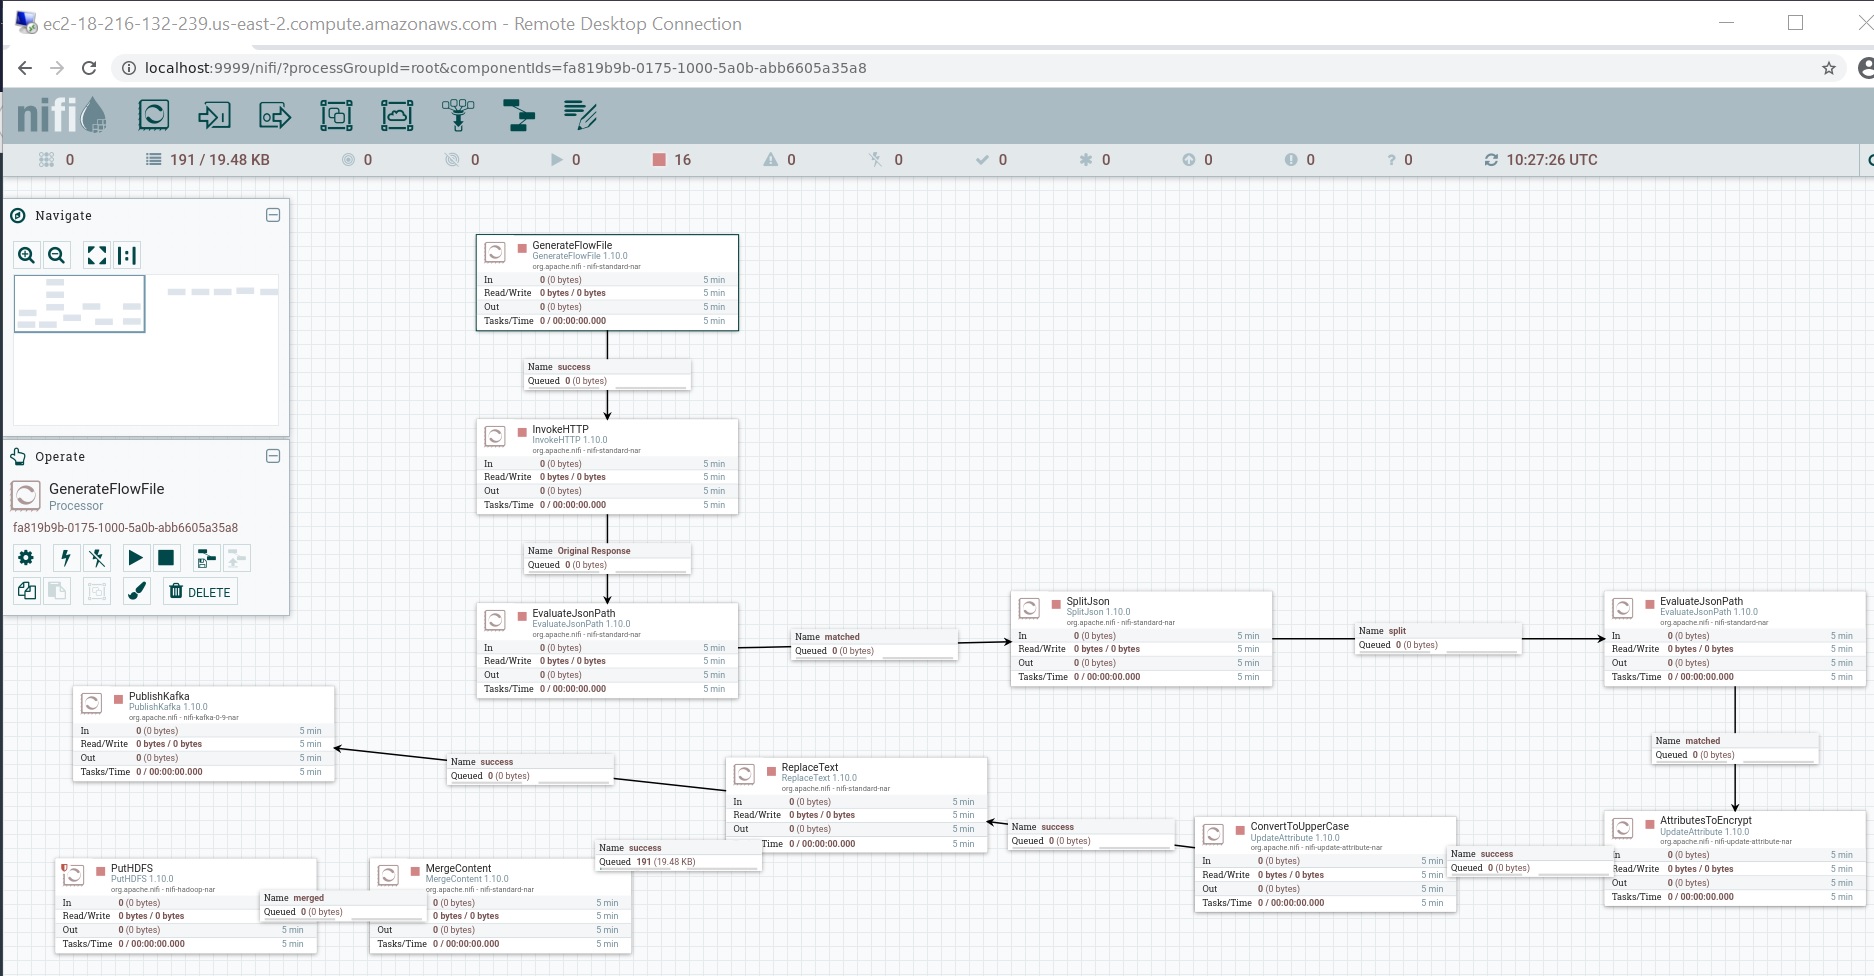 ec2-18-216-132-239.us-east-2.compute.amazonaws.com - Remote Desktop Connection
localhost:9999/nifi/?processGroupId=root&componentIds=fa819b9b-0175-1000-5a0b-abb6605a35a8
nifi
0 191 / 19.48 KB 0 0 0 16 0 0 0 0 0 0 ? 0 10:27:26 UTC
Navigate
Operate
GenerateFlowFile
Processor
fa819b9b-0175-1000-5a0b-abb6605a35a8
DELETE
GenerateFlowFile
GenerateFlowFile 1.10.0
org.apache.nifi - nifi-standard-nar
In 0 (0 bytes) 5 min
Read/Write 0 bytes / 0 bytes 5 min
Out 0 (0 bytes) 5 min
Tasks/Time 0 / 00:00:00.000 5 min
Name success
Queued 0 (0 bytes)
InvokeHTTP
InvokeHTTP 1.10.0
org.apache.nifi - nifi-standard-nar
In 0 (0 bytes) 5 min
Read/Write 0 bytes / 0 bytes 5 min
Out 0 (0 bytes) 5 min
Tasks/Time 0 / 00:00:00.000 5 min
Name Original Response
Queued 0 (0 bytes)
EvaluateJsonPath
EvaluateJsonPath 1.10.0
org.apache.nifi - nifi-standard-nar
In 0 (0 bytes) 5 min
Read/Write 0 bytes / 0 bytes 5 min
Out 0 (0 bytes) 5 min
Tasks/Time 0 / 00:00:00.000 5 min
Name matched
Queued 0 (0 bytes)
SplitJson
SplitJson 1.10.0
org.apache.nifi - nifi-standard-nar
In 0 (0 bytes) 5 min
Read/Write 0 bytes / 0 bytes 5 min
Out 0 (0 bytes) 5 min
Tasks/Time 0 / 00:00:00.000 5 min
Name split
Queued 0 (0 bytes)
EvaluateJsonPath
EvaluateJsonPath 1.10.0
org.apache.nifi - nifi-standard-nar
In 0 (0 bytes) 5 min
Read/Write 0 bytes / 0 bytes 5 min
Out 0 (0 bytes) 5 min
Tasks/Time 0 / 00:00:00.000 5 min
Name matched
Queued 0 (0 bytes)
AttributesToEncrypt
UpdateAttribute 1.10.0
org.apache.nifi - nifi-update-attribute-nar
In 0 (0 bytes) 5 min
Read/Write 0 bytes / 0 bytes 5 min
Out 0 (0 bytes) 5 min
Tasks/Time 0 / 00:00:00.000 5 min
Name success
Queued 0 (0 bytes)
ConvertToUpperCase
UpdateAttribute 1.10.0
org.apache.nifi - nifi-update-attribute-nar
In 0 (0 bytes) 5 min
Read/Write 0 bytes / 0 bytes 5 min
Out 0 (0 bytes) 5 min
Tasks/Time 0 / 00:00:00.000 5 min
Name success
Queued 0 (0 bytes)
ReplaceText
ReplaceText 1.10.0
org.apache.nifi - nifi-standard-nar
In 0 (0 bytes) 5 min
Read/Write 0 bytes / 0 bytes 5 min
Out 0 (0 bytes) 5 min
Time 0 / 00:00:00.000 5 min
Name success
Queued 0 (0 bytes)
PublishKafka
PublishKafka 1.10.0
org.apache.nifi - nifi-kafka-0-9-nar
In 0 (0 bytes) 5 min
Read/Write 0 bytes / 0 bytes 5 min
Out 0 (0 bytes) 5 min
Tasks/Time 0 / 00:00:00.000 5 min
Name success
Queued 191 (19.48 KB)
MergeContent
MergeContent 1.10.0
org.apache.nifi - nifi-standard-nar
0 (0 bytes) 5 min
0 bytes / 0 bytes 5 min
Out 0 (0 bytes) 5 min
Tasks/Time 0 / 00:00:00.000 5 min
Name merged
Queued 0 (0 bytes)
PutHDFS
PutHDFS 1.10.0
org.apache.nifi - nifi-hadoop-nar
In 0 (0 bytes)
Read/Write 0 bytes / 0 bytes
Out 0 (0 bytes) 5 min
Tasks/Time 0 / 00:00:00.000 5 min